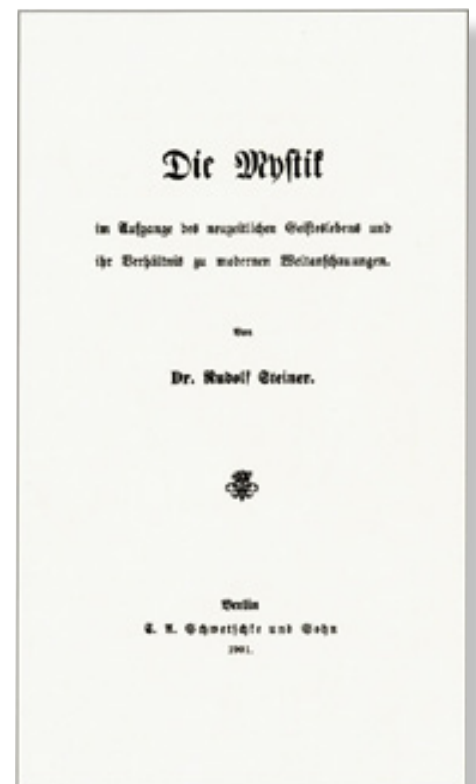 Die Mystik
im Aufgange des neuzeitlichen Geisteslebens und
ihr Verhältnis zu modernen Weltanschauungen.
Von
Dr. Rudolf Steiner.
Berlin
C. A. Schwetschke und Sohn
1901.